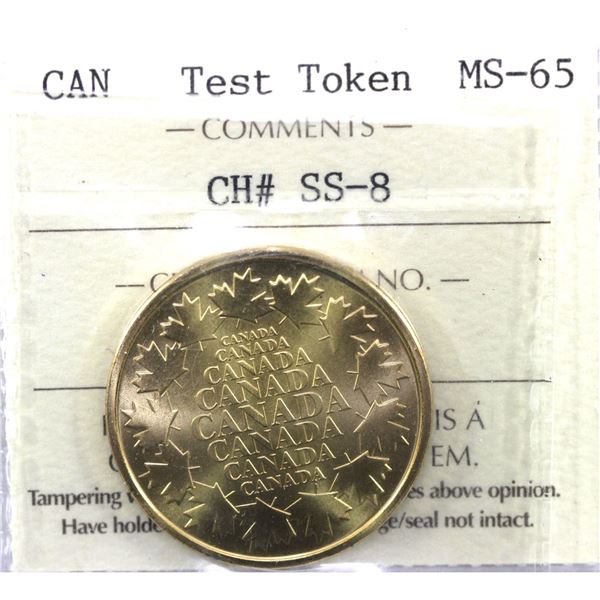 CAN Test Token MS-65
— COMMENTS —
CH# SS-8
NO. —
CANADA
CANADA
CANADA
CANADA
CANADA
CANADA
CANADA
CANADA
IS À
EM.
Tampering es above opinion.
Have holde ge/seal not intact.